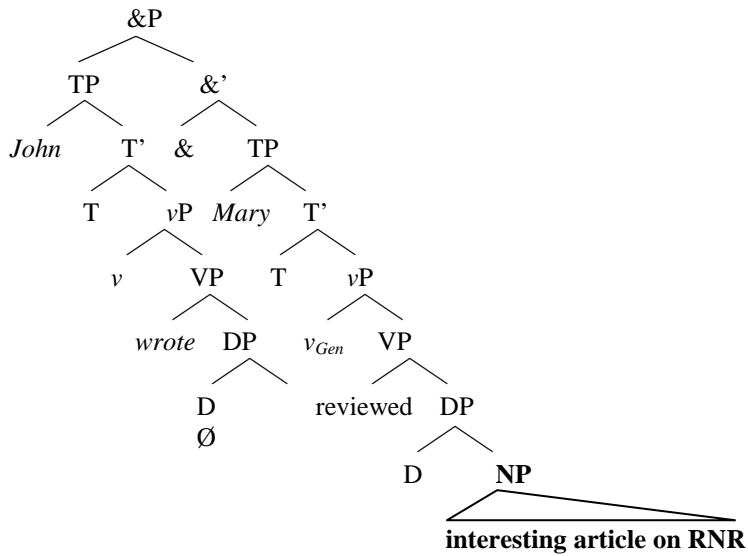 &P
TP &’
John T’ & TP
T vP Mary T’
v VP T vP
wrote DP vGen VP
D reviewed DP
Ø
D NP
interesting article on RNR